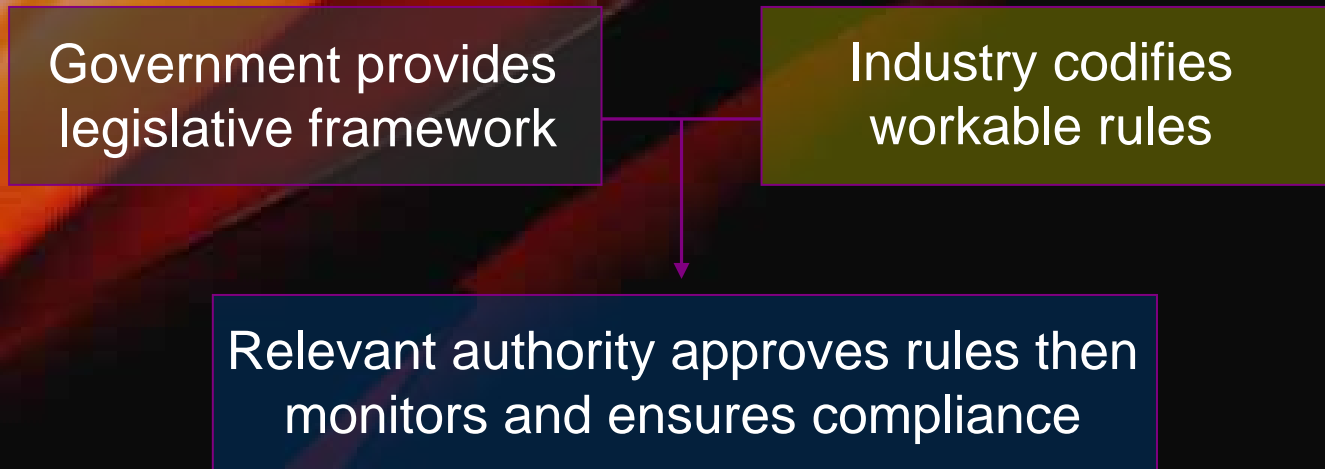 Government provides
legislative framework
Industry codifies
workable rules
Relevant authority approves rules then
monitors and ensures compliance